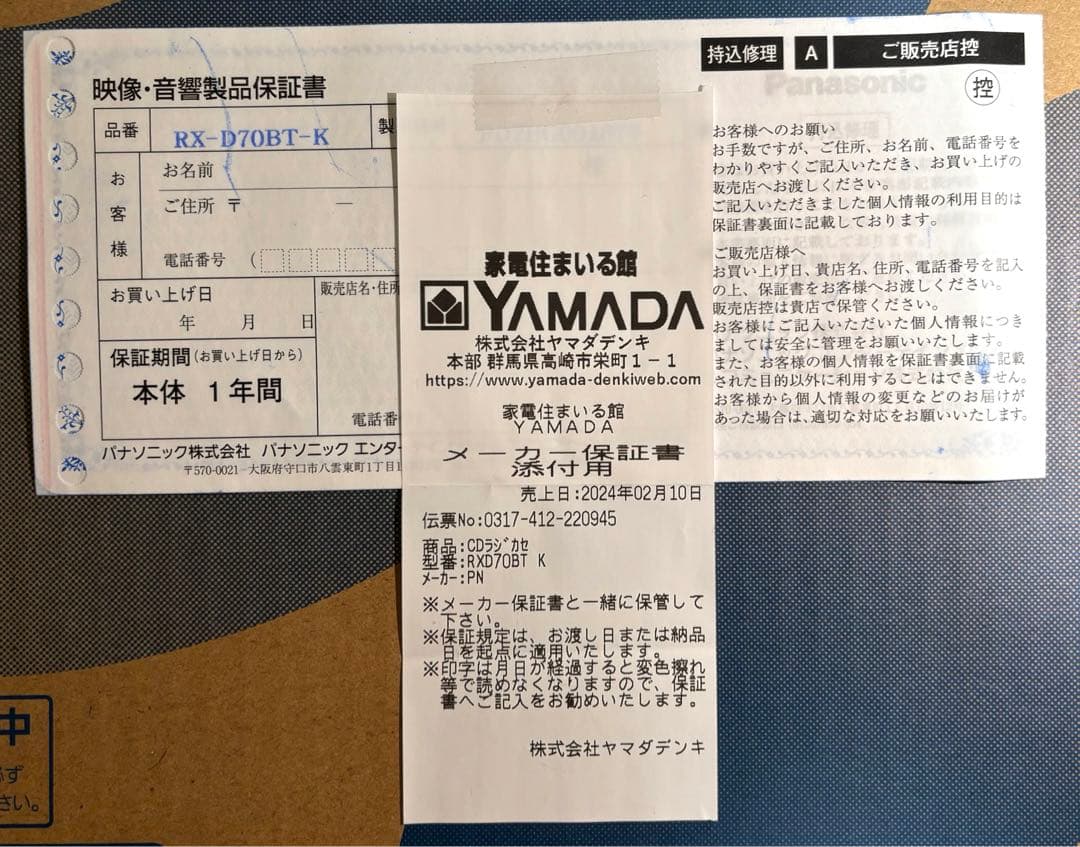 持込修理 A ご販売店控
控
映像・音響製品保証書
品番 RX-D70BT-K 製
お客様
お名前
ご住所 〒 ―
電話番号 (
お買い上げ日
年 月 日
販売店名・住所
保証期間(お買い上げ日から)
本体 1年間
電話番
パナソニック株式会社 パナソニック エンター
〒570-0021 大阪府守口市八雲東町1丁目1
お客様へのお願い
お手数ですが、ご住所、お名前、電話番号を
わかりやすくご記入いただき、お買い上げの
販売店へお渡しください。
ご記入いただきました個人情報の利用目的は
保証書裏面に記載しております。
ご販売店様へ
お買い上げ日、貴店名、住所、電話番号を記入
の上、保証書をお客様へお渡しください。
販売店控は貴店で保管ください。
お客様にご記入いただいた個人情報につき
ましては安全に管理をお願いいたします。
また、お客様の個人情報を保証書裏面に記載
された目的以外に利用することはできません。
お客様から個人情報の変更などのお届けが
あった場合は、適切な対応をお願いいたします。
Panasonic
家電住まいる館
YAMADA
株式会社ヤマダデンキ
本部 群馬県高崎市栄町1-1
https://www.yamada-denkiweb.com
家電住まいる館
YAMADA
メーカー保証書
添付用
売上日:2024年02月10日
伝票No:0317-412-220945
商品:CDラジカセ
型番:RXD70BT K
メーカー:PN
※メーカー保証書と一緒に保管して
下さい。
※保証規定は、お渡し日または納品
日を起点に適用いたします。
※印字は月日が経過すると変色擦れ
等で読めなくなりますので、保証
書へご記入をお勧めいたします。
株式会社ヤマダデンキ
中
必ず
さい。